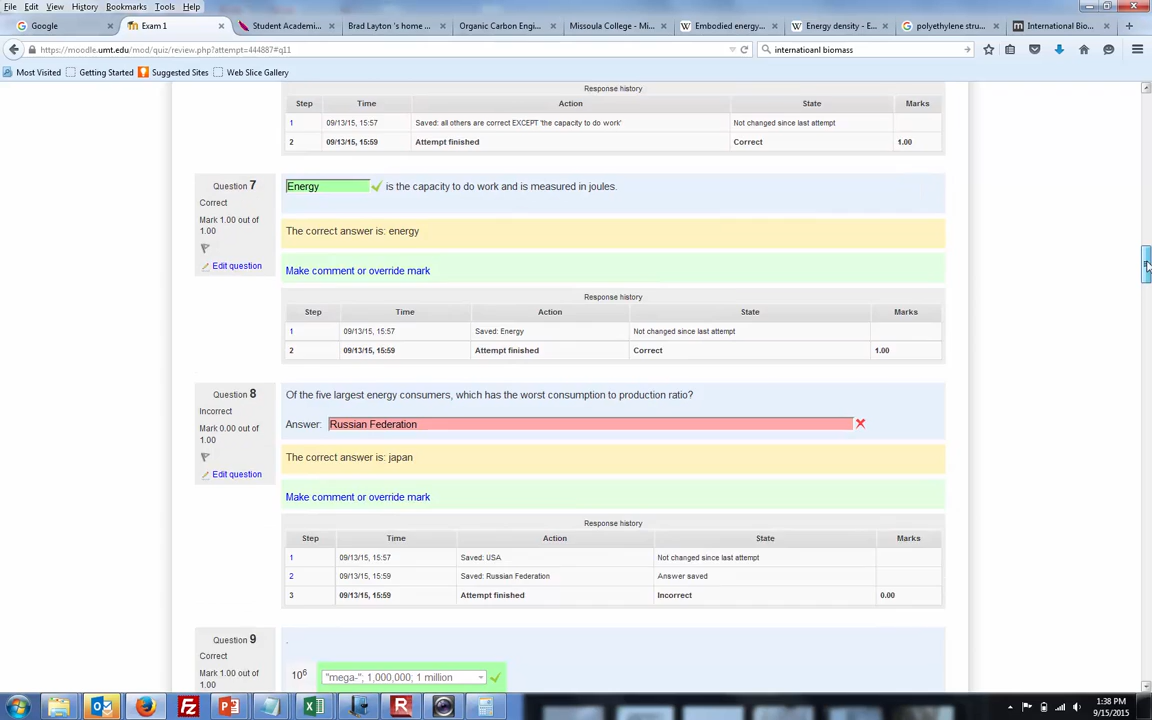 File Edit View History Bookmarks Tools Help
Google × Exam 1 × Student Academi... × Brad Layton 's home ... × Organic Carbon Engi... × Missoula College - Mi... × Embodied energy... × Energy density - E... × polyethylene stru... × International Bio... ×
https://moodle.umt.edu/mod/quiz/review.php?attempt=444887#q11 internatioanl biomass
Most Visited Getting Started Suggested Sites Web Slice Gallery
Response history
Step Time Action State Marks
1 09/13/15, 15:57 Saved: all others are correct EXCEPT 'the capacity to do work' Not changed since last attempt
2 09/13/15, 15:59 Attempt finished Correct 1.00
Question 7
Correct
Mark 1.00 out of
1.00
Edit question
Energy is the capacity to do work and is measured in joules.
The correct answer is: energy
Make comment or override mark
Response history
Step Time Action State Marks
1 09/13/15, 15:57 Saved: Energy Not changed since last attempt
2 09/13/15, 15:59 Attempt finished Correct 1.00
Question 8
Incorrect
Mark 0.00 out of
1.00
Edit question
Of the five largest energy consumers, which has the worst consumption to production ratio?
Answer: Russian Federation
The correct answer is: japan
Make comment or override mark
Response history
Step Time Action State Marks
1 09/13/15, 15:57 Saved: USA Not changed since last attempt
2 09/13/15, 15:59 Saved: Russian Federation Answer saved
3 09/13/15, 15:59 Attempt finished Incorrect 0.00
Question 9
Correct
Mark 1.00 out of
1.00
.
10⁶ "mega-"; 1,000,000; 1 million
1:38 PM
9/15/2015